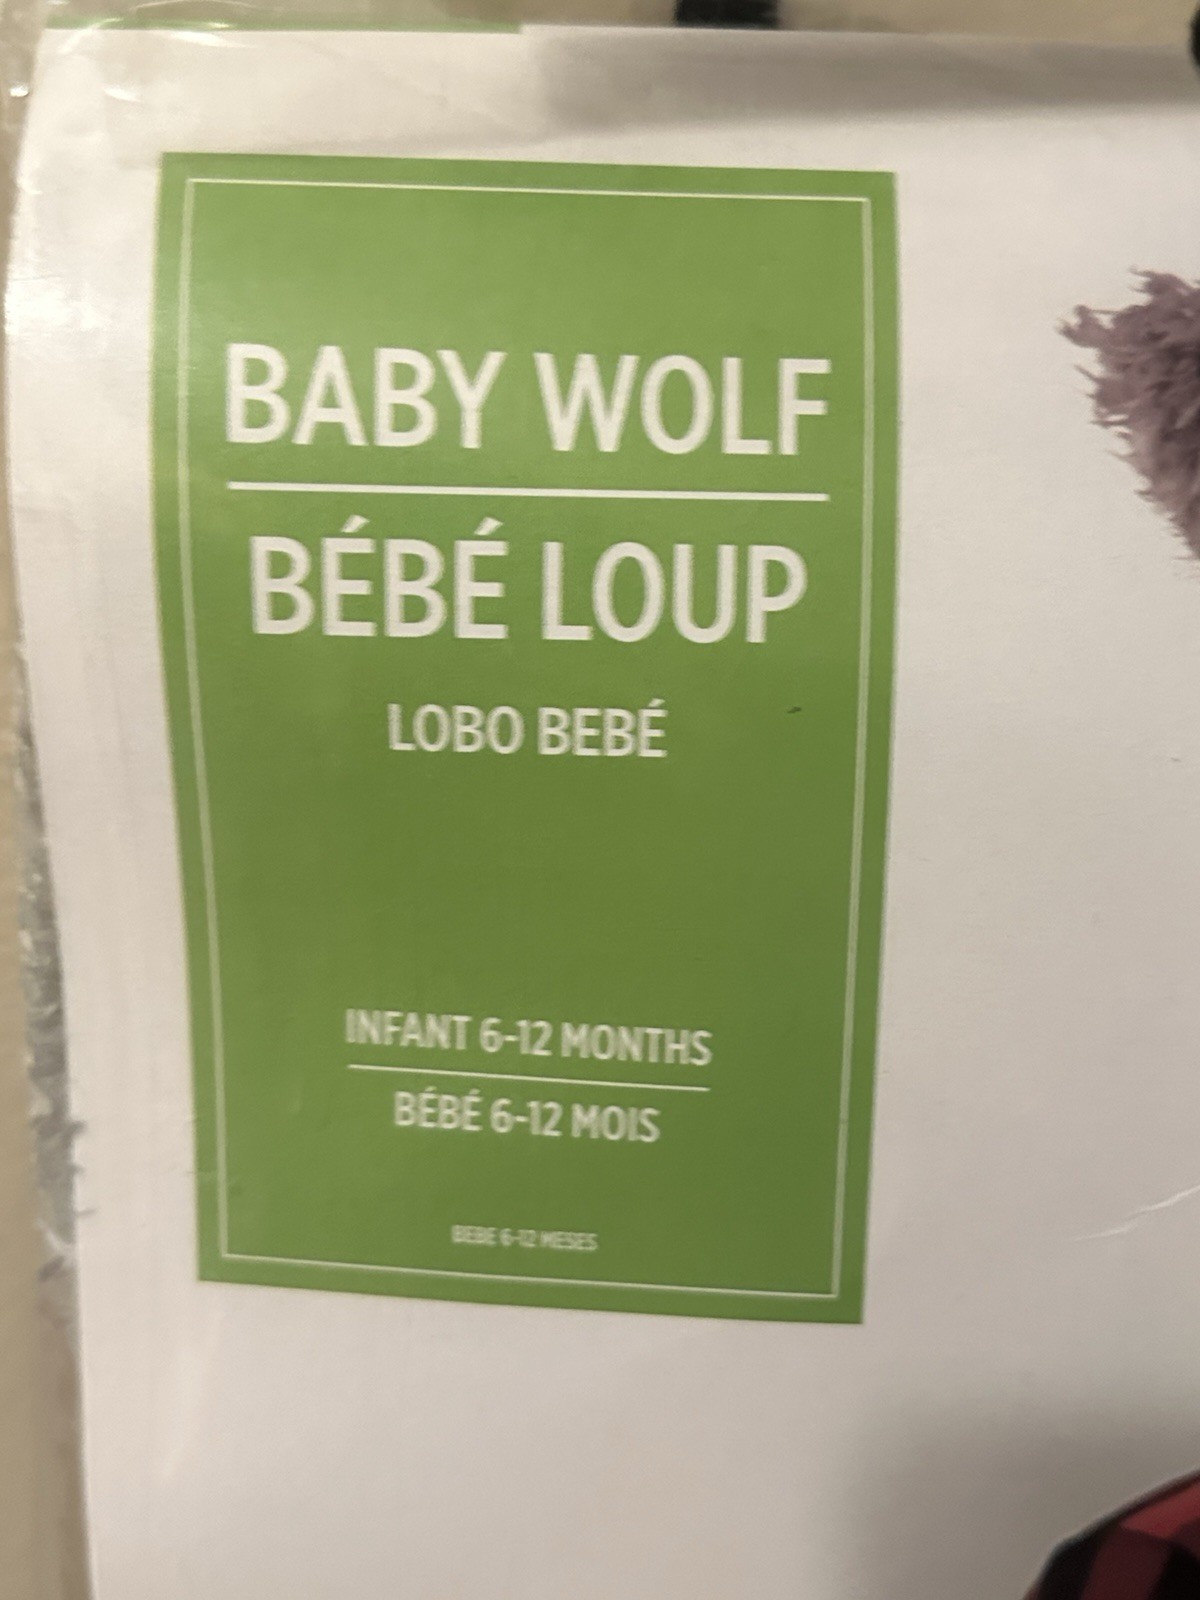 BABY WOLF
BÉBÉ LOUP
LOBO BEBÉ
INFANT 6-12 MONTHS
BÉBÉ 6-12 MOIS
BEBE 6-12 MESES